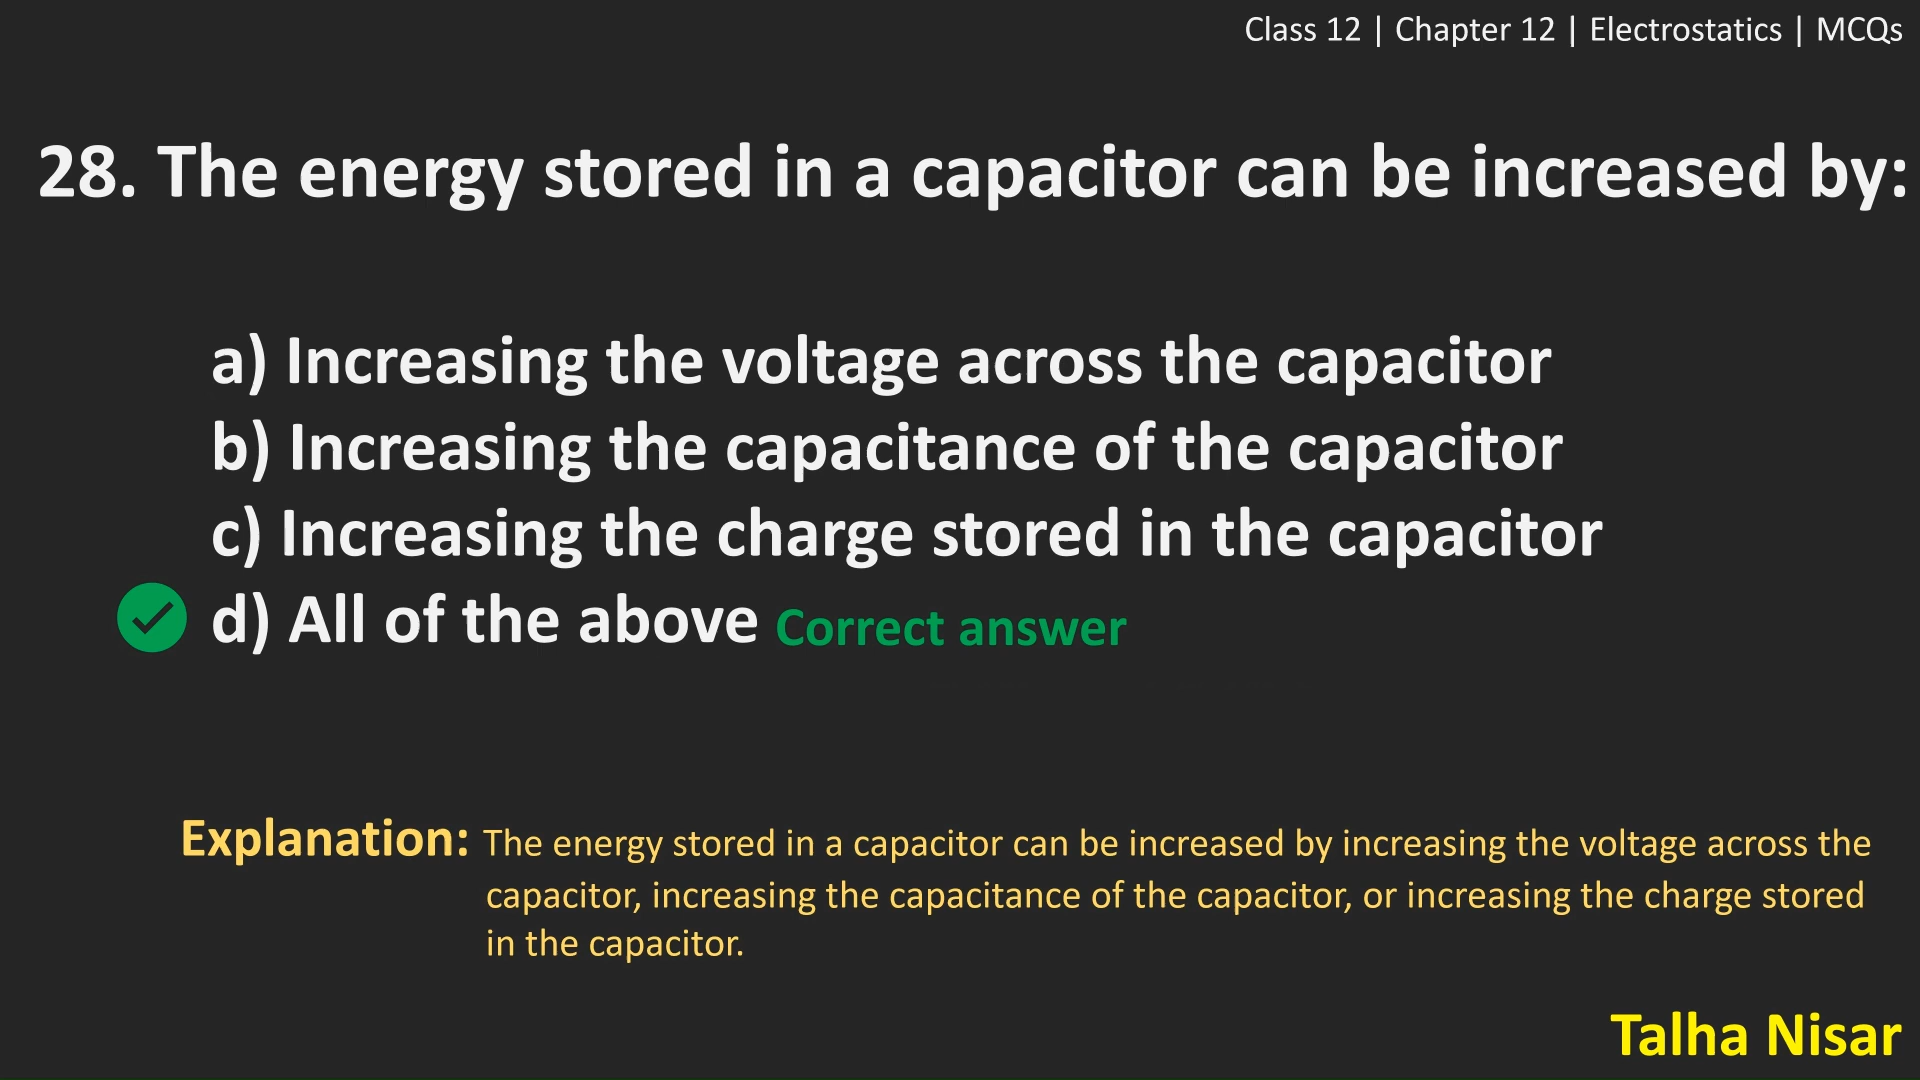 Class 12 | Chapter 12 | Electrostatics | MCQs
28. The energy stored in a capacitor can be increased by:
a) Increasing the voltage across the capacitor
b) Increasing the capacitance of the capacitor
c) Increasing the charge stored in the capacitor
d) All of the above Correct answer
Explanation: The energy stored in a capacitor can be increased by increasing the voltage across the
capacitor, increasing the capacitance of the capacitor, or increasing the charge stored
in the capacitor.
Talha Nisar